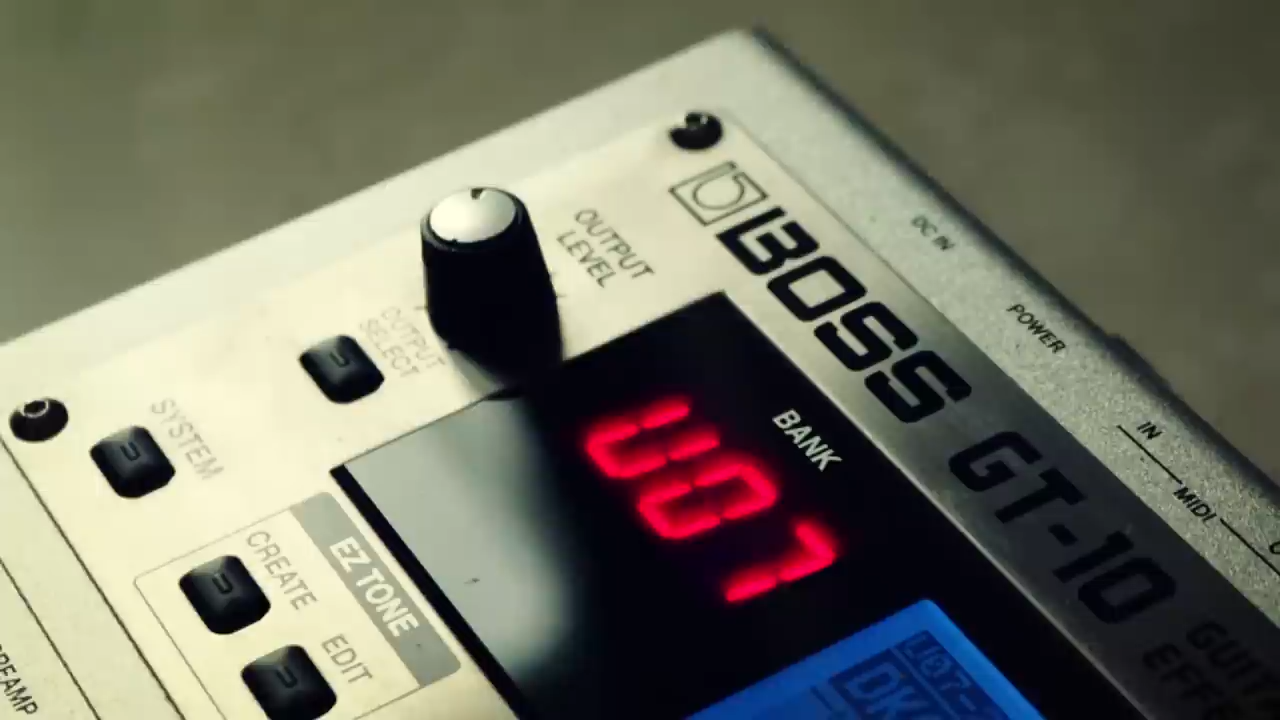 BOSS GT-10
DC IN
POWER
IN
MIDI
OUTPUT
LEVEL
OUTPUT
SELECT
SYSTEM
BANK
U07
EZ TONE
CREATE
EDIT
U07-